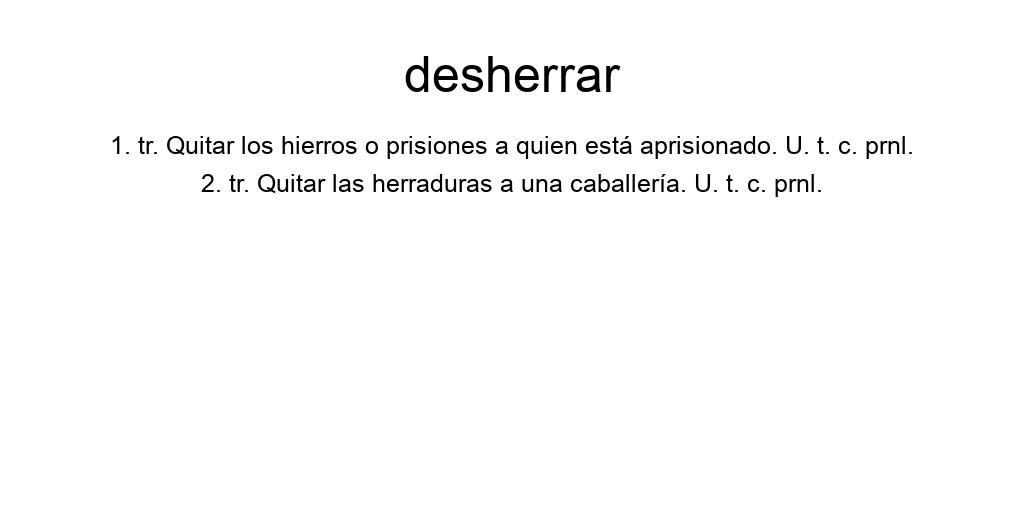 desherrar
1. tr. Quitar los hierros o prisiones a quien está aprisionado. U. t. c. prnl.
2. tr. Quitar las herraduras a una caballería. U. t. c. prnl.